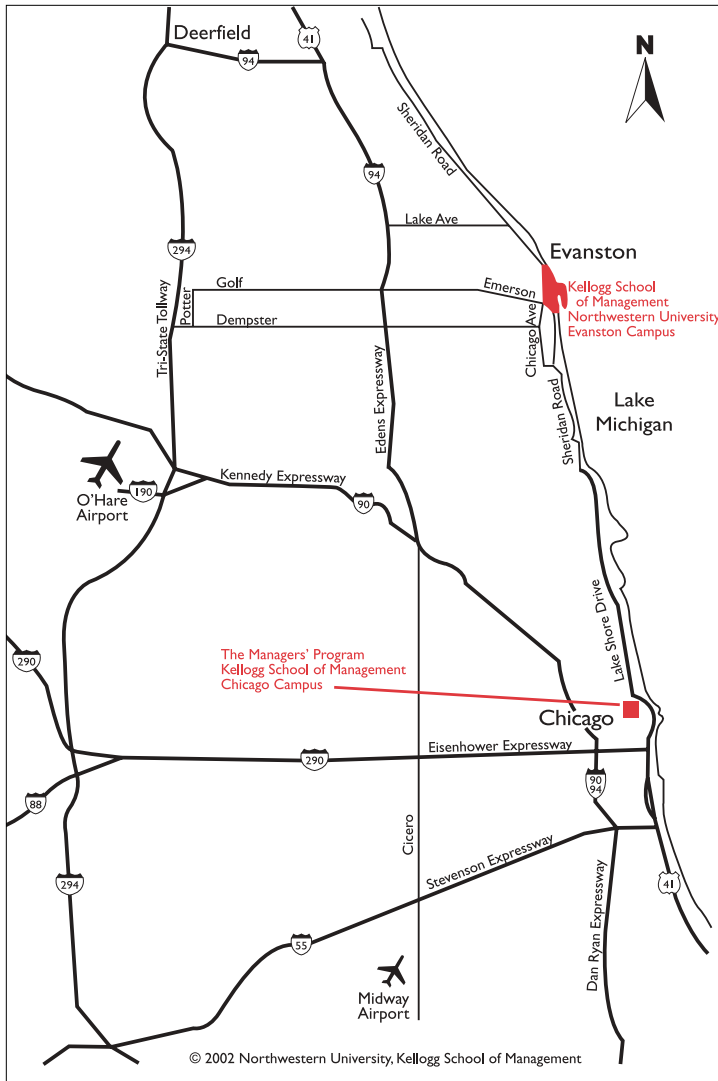 Deerfield
41
94
N
Sheridan Road
94
Lake Ave
294
Evanston
Golf
Emerson
Kellogg School
of Management
Northwestern University
Evanston Campus
Potter
Dempster
Tri-State Tollway
Chicago Ave
Edens Expressway
Lake
Michigan
Sheridan Road
Kennedy Expressway
190
90
O'Hare
Airport
Lake Shore Drive
The Managers' Program
Kellogg School of Management
Chicago Campus
290
Chicago
Eisenhower Expressway
290
90
94
88
Cicero
Stevenson Expressway
294
41
55
Dan Ryan Expressway
Midway
Airport
© 2002 Northwestern University, Kellogg School of Management